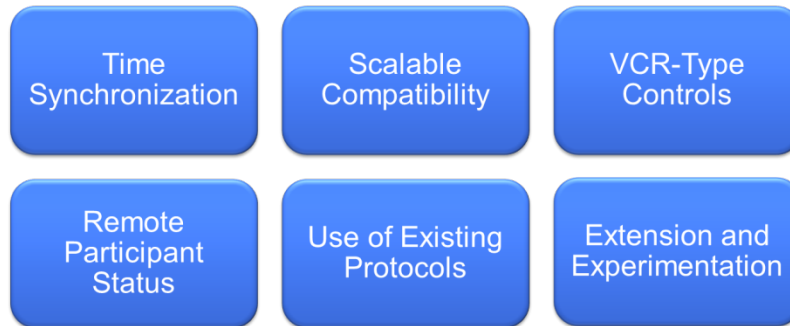 Time
Synchronization
Scalable
Compatibility
VCR-Type
Controls
Remote
Participant
Status
Use of Existing
Protocols
Extension and
Experimentation